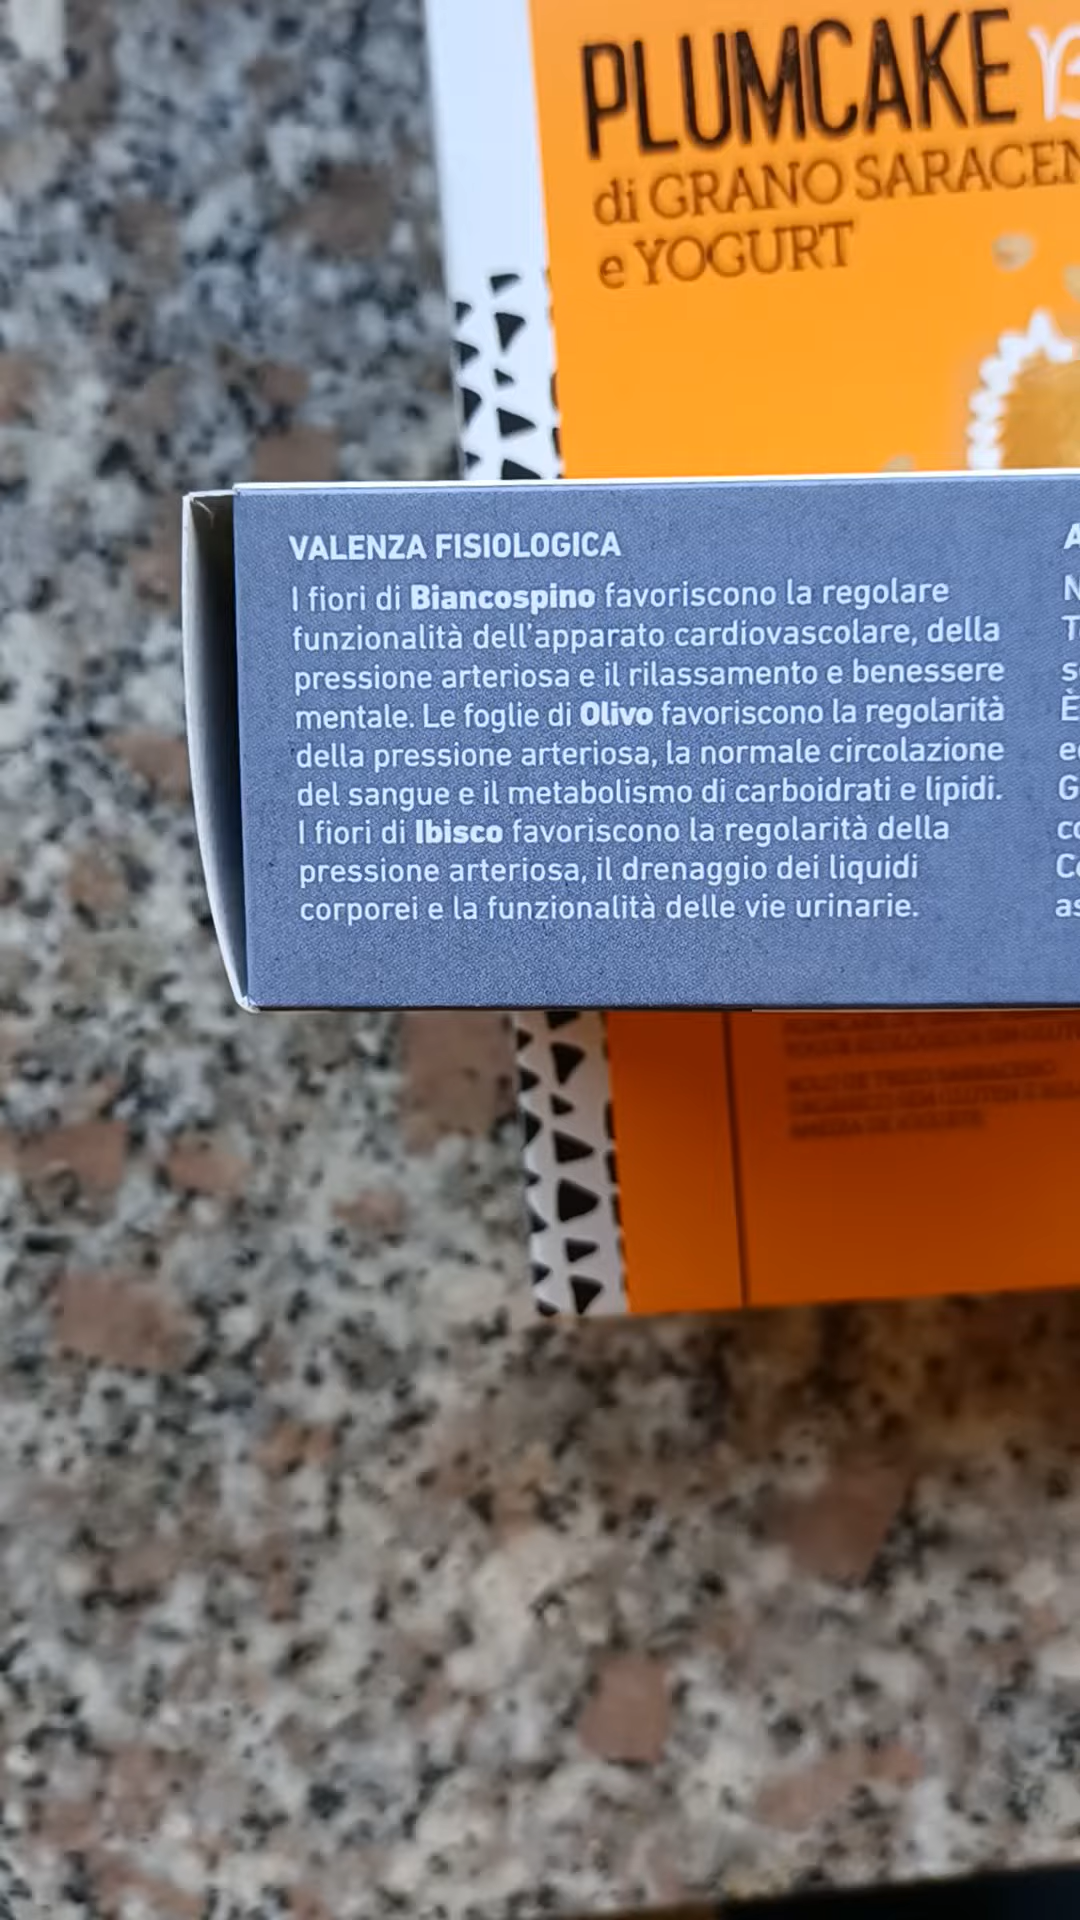 PLUMCAKE
di GRANO SARACEN
e YOGURT
VALENZA FISIOLOGICA
I fiori di Biancospino favoriscono la regolare
funzionalità dell'apparato cardiovascolare, della
pressione arteriosa e il rilassamento e benessere
mentale. Le foglie di Olivo favoriscono la regolarità
della pressione arteriosa, la normale circolazione
del sangue e il metabolismo di carboidrati e lipidi.
I fiori di Ibisco favoriscono la regolarità della
pressione arteriosa, il drenaggio dei liquidi
corporei e la funzionalità delle vie urinarie.